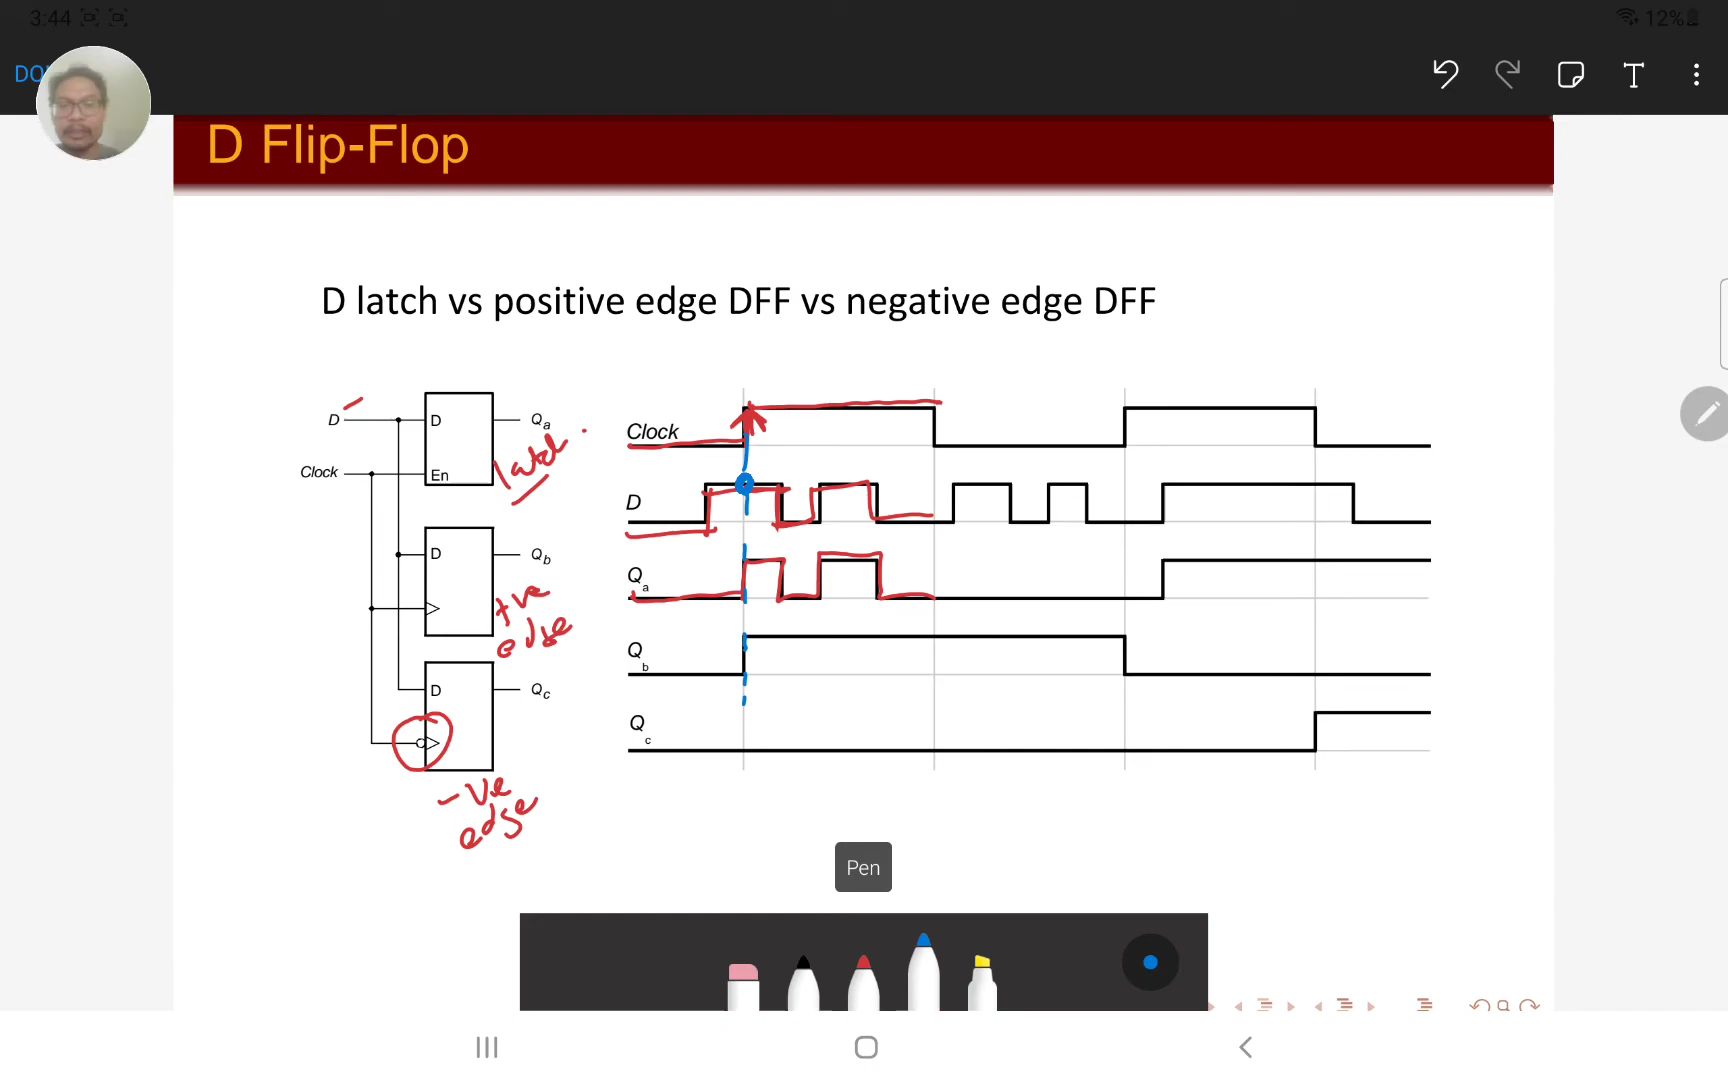 3:44
12%
DO
T
D Flip-Flop
D latch vs positive edge DFF vs negative edge DFF
D
D
Qa
Clock
En
latch
D
Qb
+ve
edge
D
Qc
-ve
edge
Clock
D
Qa
Qb
Qc
Pen